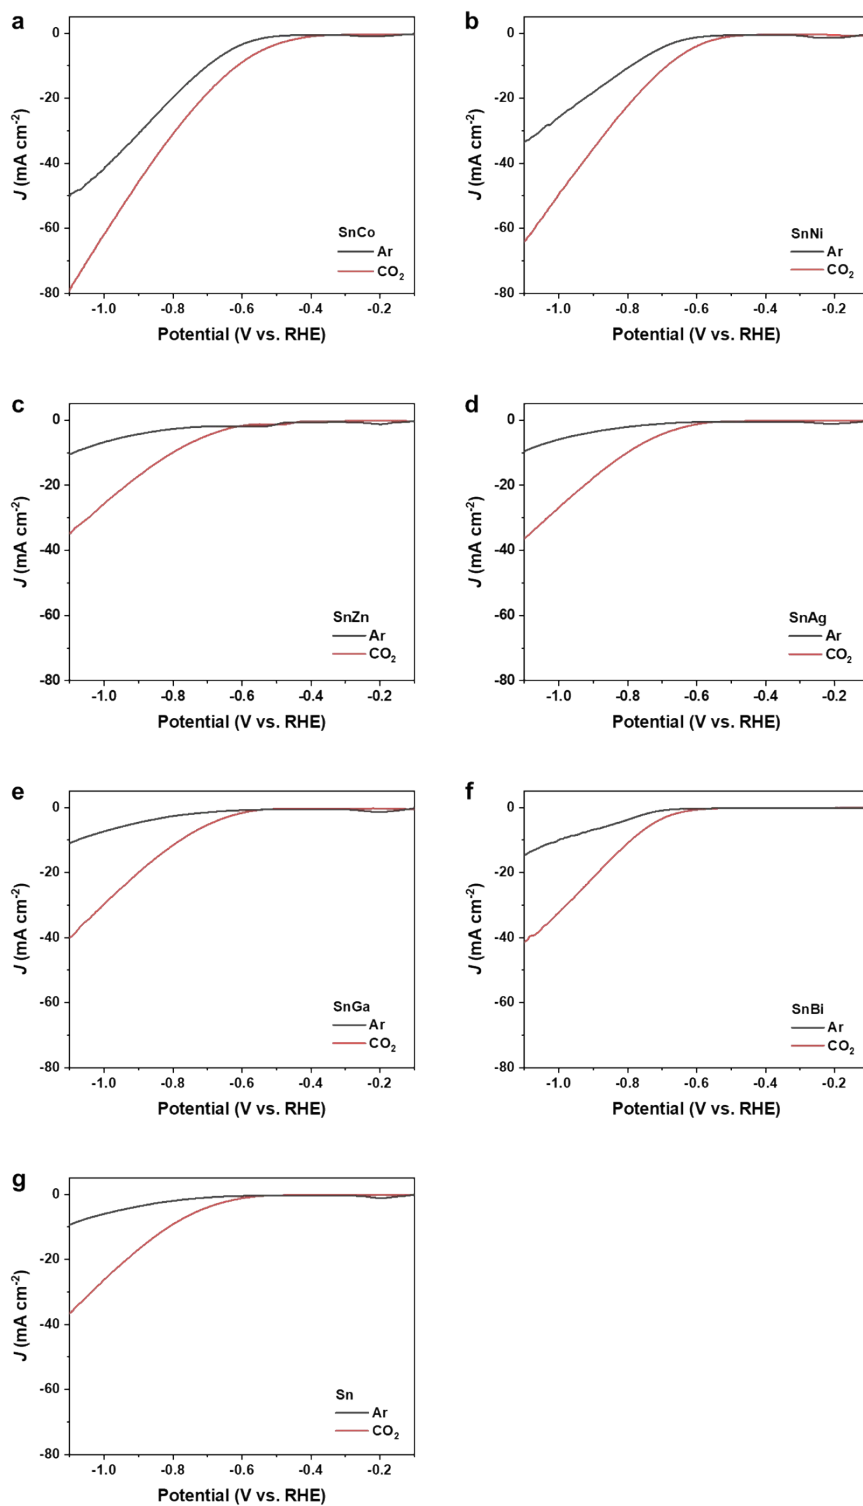 a
0
-20
-40
-60
-80
J (mA cm⁻²)
SnCo
Ar
CO₂
-1.0 -0.8 -0.6 -0.4 -0.2
Potential (V vs. RHE)
b
0
-20
-40
-60
-80
J (mA cm⁻²)
SnNi
Ar
CO₂
-1.0 -0.8 -0.6 -0.4 -0.2
Potential (V vs. RHE)
c
0
-20
-40
-60
-80
J (mA cm⁻²)
SnZn
Ar
CO₂
-1.0 -0.8 -0.6 -0.4 -0.2
Potential (V vs. RHE)
d
0
-20
-40
-60
-80
J (mA cm⁻²)
SnAg
Ar
CO₂
-1.0 -0.8 -0.6 -0.4 -0.2
Potential (V vs. RHE)
e
0
-20
-40
-60
-80
J (mA cm⁻²)
SnGa
Ar
CO₂
-1.0 -0.8 -0.6 -0.4 -0.2
Potential (V vs. RHE)
f
0
-20
-40
-60
-80
J (mA cm⁻²)
SnBi
Ar
CO₂
-1.0 -0.8 -0.6 -0.4 -0.2
Potential (V vs. RHE)
g
0
-20
-40
-60
-80
J (mA cm⁻²)
Sn
Ar
CO₂
-1.0 -0.8 -0.6 -0.4 -0.2
Potential (V vs. RHE)